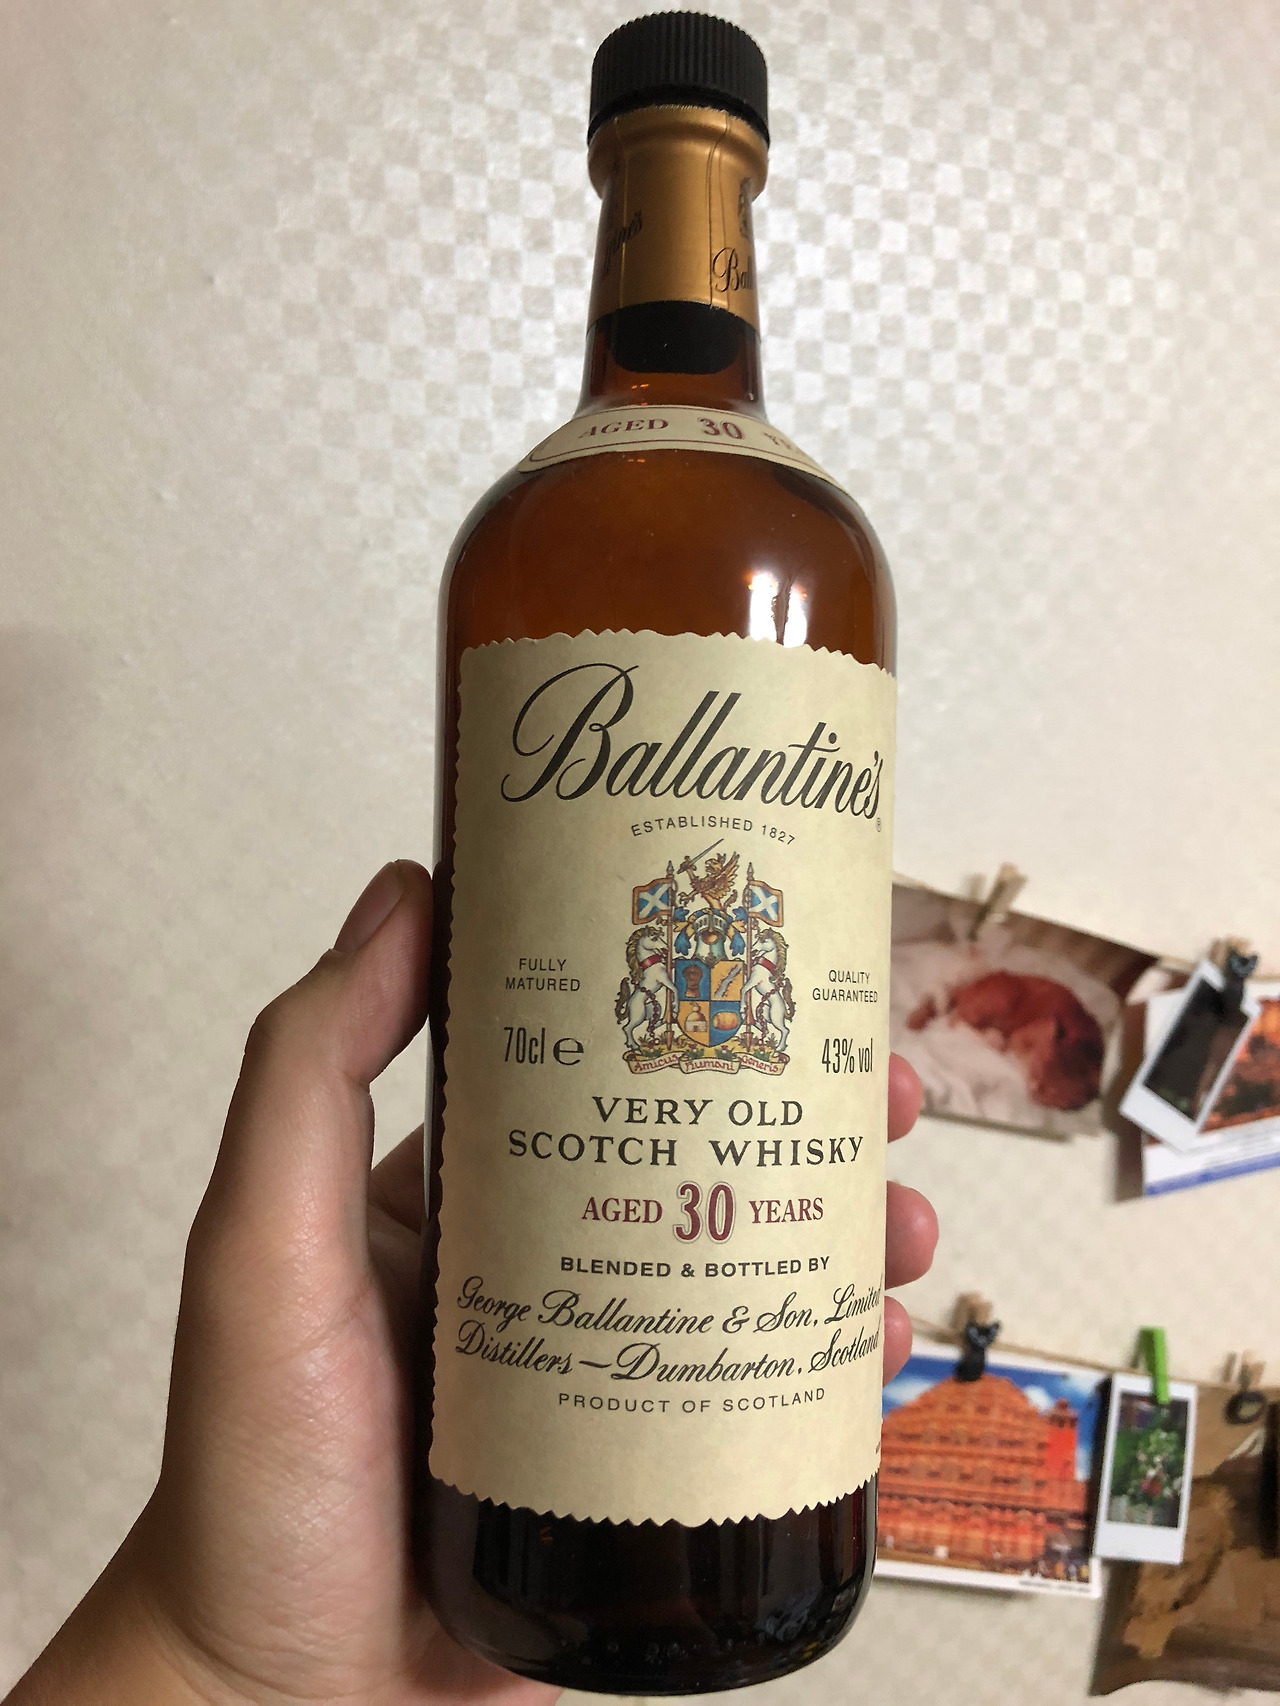 AGED 30
Ballantine's
ESTABLISHED 1827
FULLY
MATURED
QUALITY
GUARANTEED
70cl e
43% vol
Amicus Humani Generis
VERY OLD
SCOTCH WHISKY
AGED 30 YEARS
BLENDED & BOTTLED BY
George Ballantine & Son, Limited
Distillers — Dumbarton, Scotland
PRODUCT OF SCOTLAND